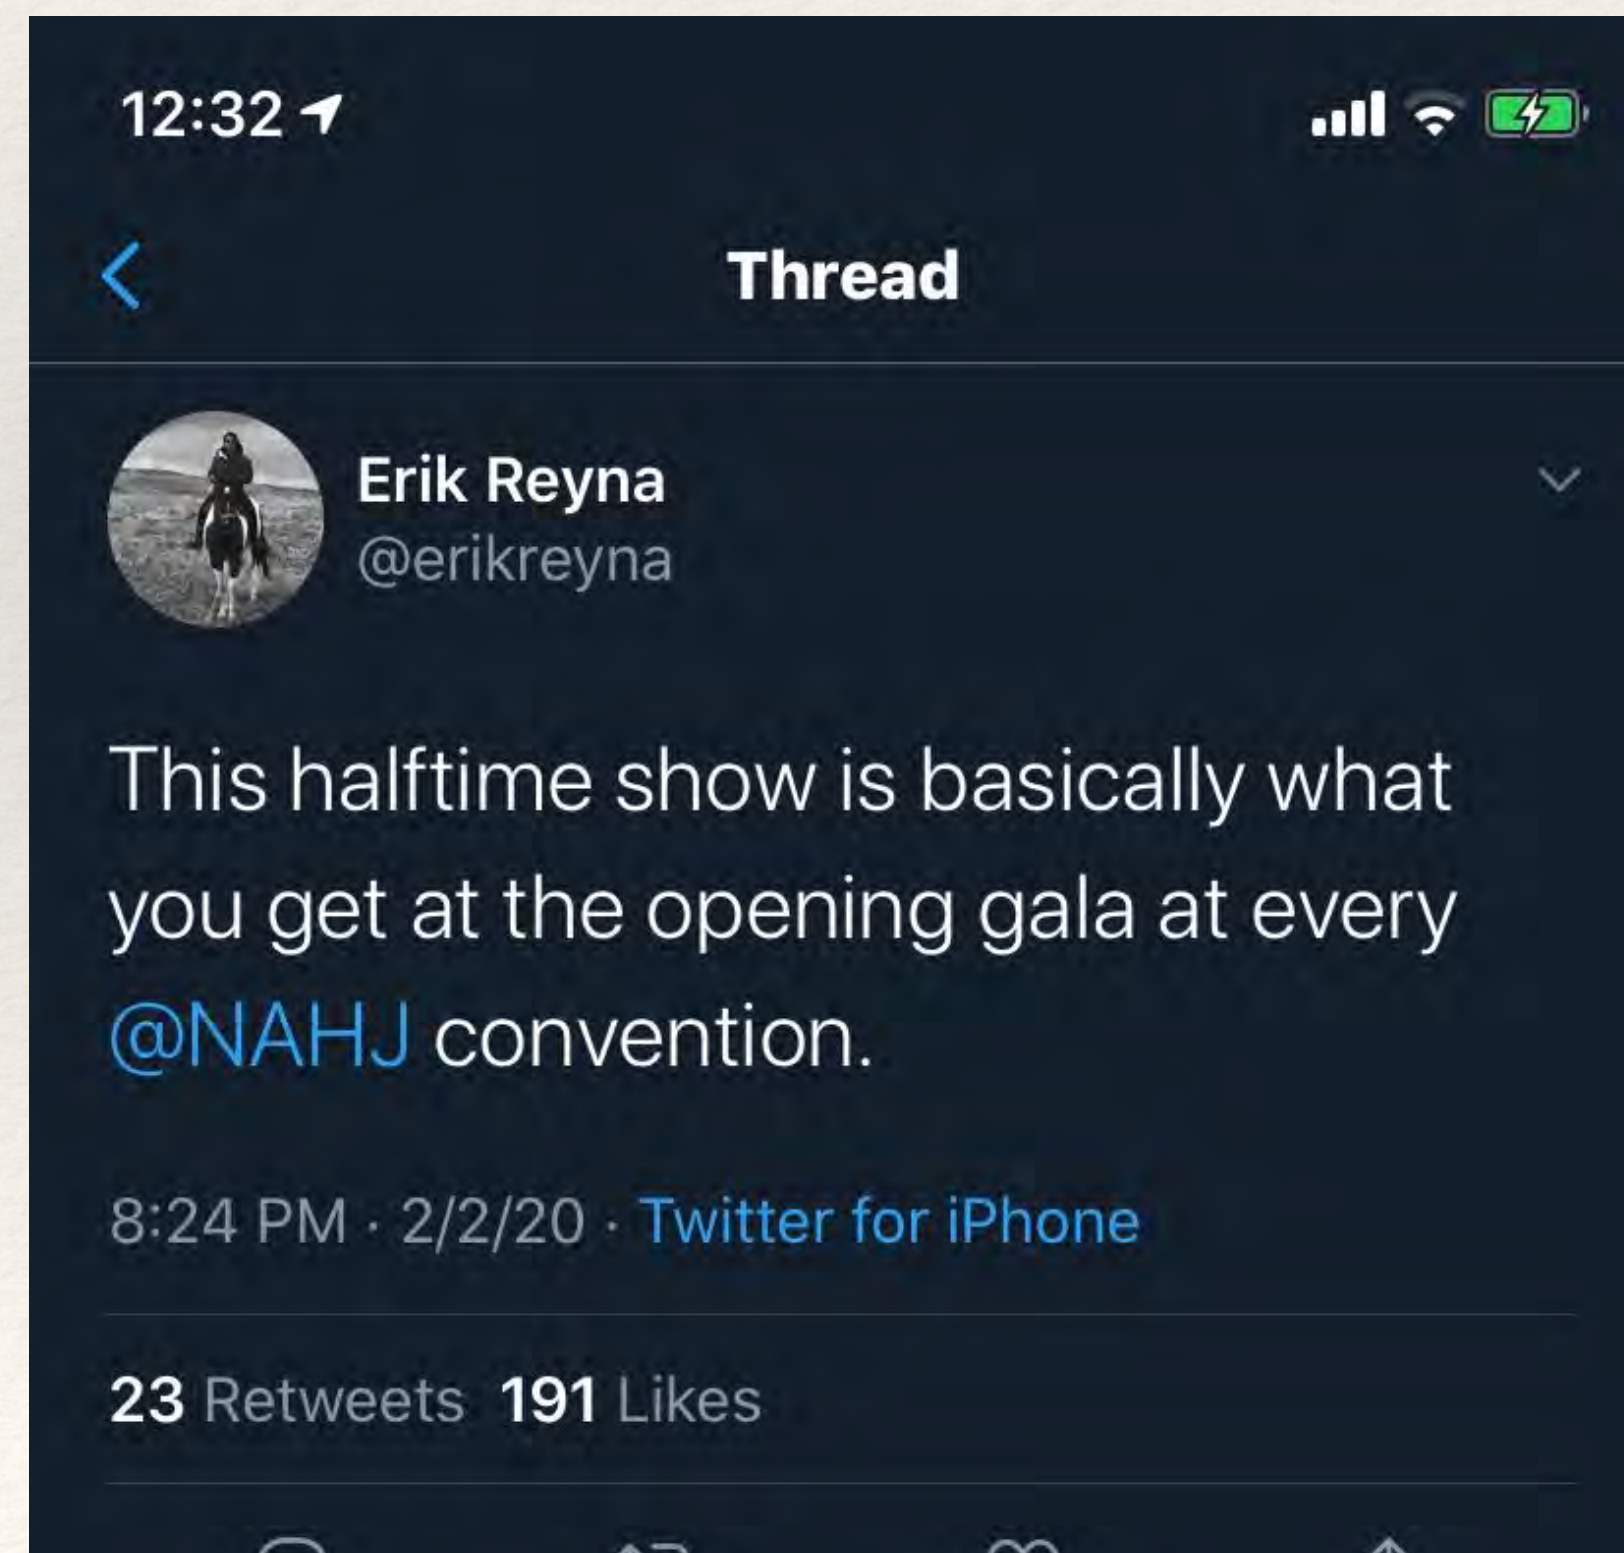 12:32
Thread
Erik Reyna
@erikreyna
This halftime show is basically what
you get at the opening gala at every
@NAHJ convention.
8:24 PM · 2/2/20 · Twitter for iPhone
23 Retweets 191 Likes